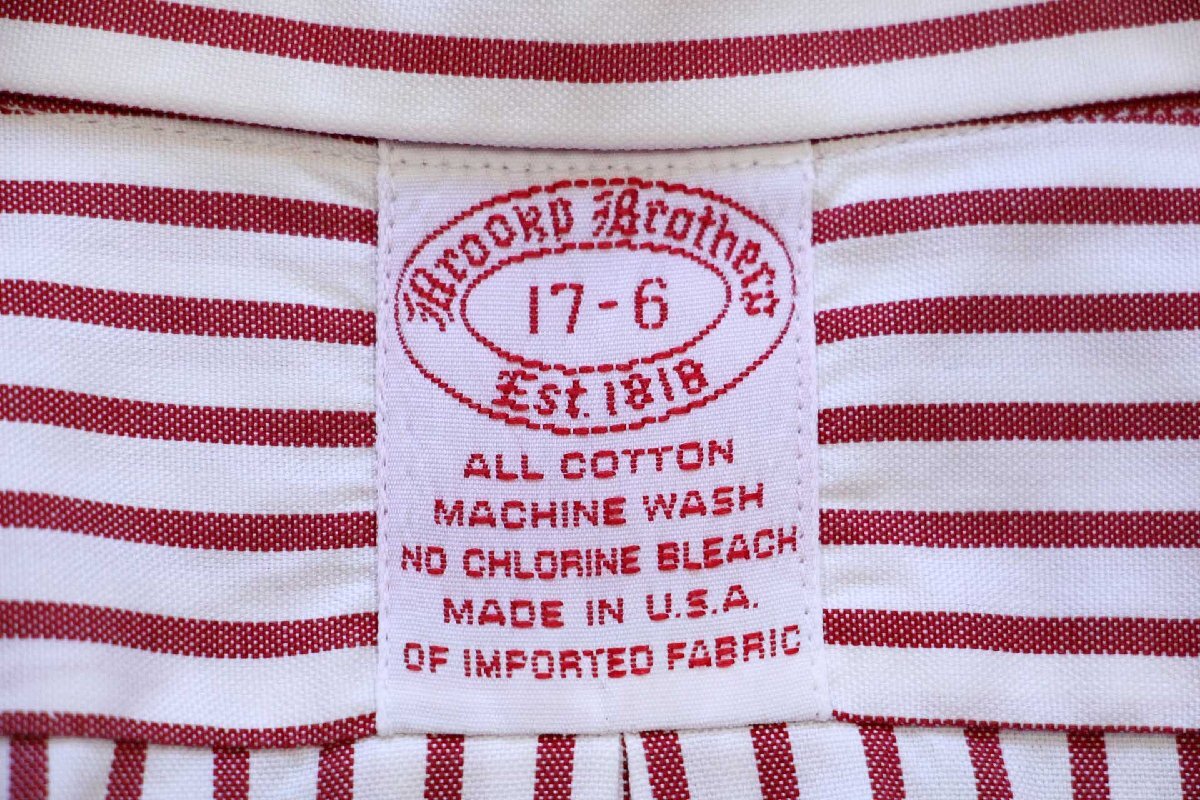 Brooks Brothers
17-6
Est. 1818
ALL COTTON
MACHINE WASH
NO CHLORINE BLEACH
MADE IN U.S.A.
OF IMPORTED FABRIC